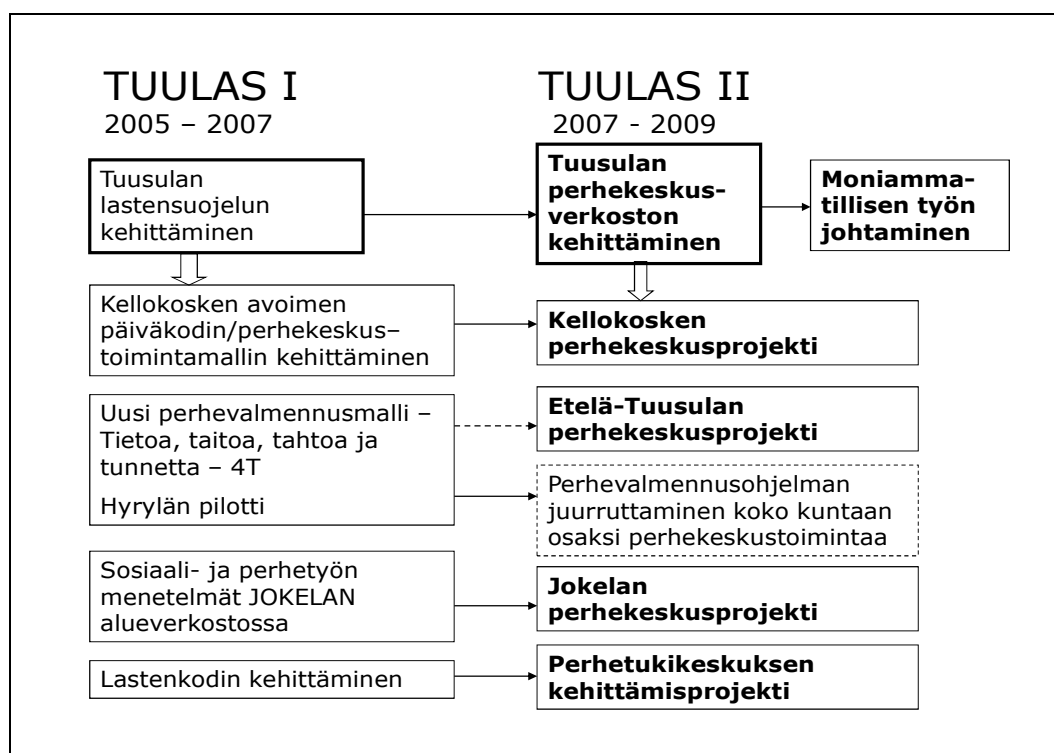 TUULAS I
2005 – 2007
TUULAS II
2007 - 2009
Tuusulan
lastensuojelun
kehittäminen
Tuusulan
perhekeskus-
verkoston
kehittäminen
Moniamma-
tillisen työn
johtaminen
Kellokosken avoimen
päiväkodin/perhekeskus–
toimintamallin kehittäminen
Kellokosken
perhekeskusprojekti
Uusi perhevalmennusmalli –
Tietoa, taitoa, tahtoa ja
tunnetta – 4T
Hyrylän pilotti
Etelä-Tuusulan
perhekeskusprojekti
Perhevalmennusohjelman
juurruttaminen koko kuntaan
osaksi perhekeskustoimintaa
Sosiaali- ja perhetyön
menetelmät JOKELAN
alueverkostossa
Jokelan
perhekeskusprojekti
Lastenkodin kehittäminen
Perhetukikeskuksen
kehittämisprojekti